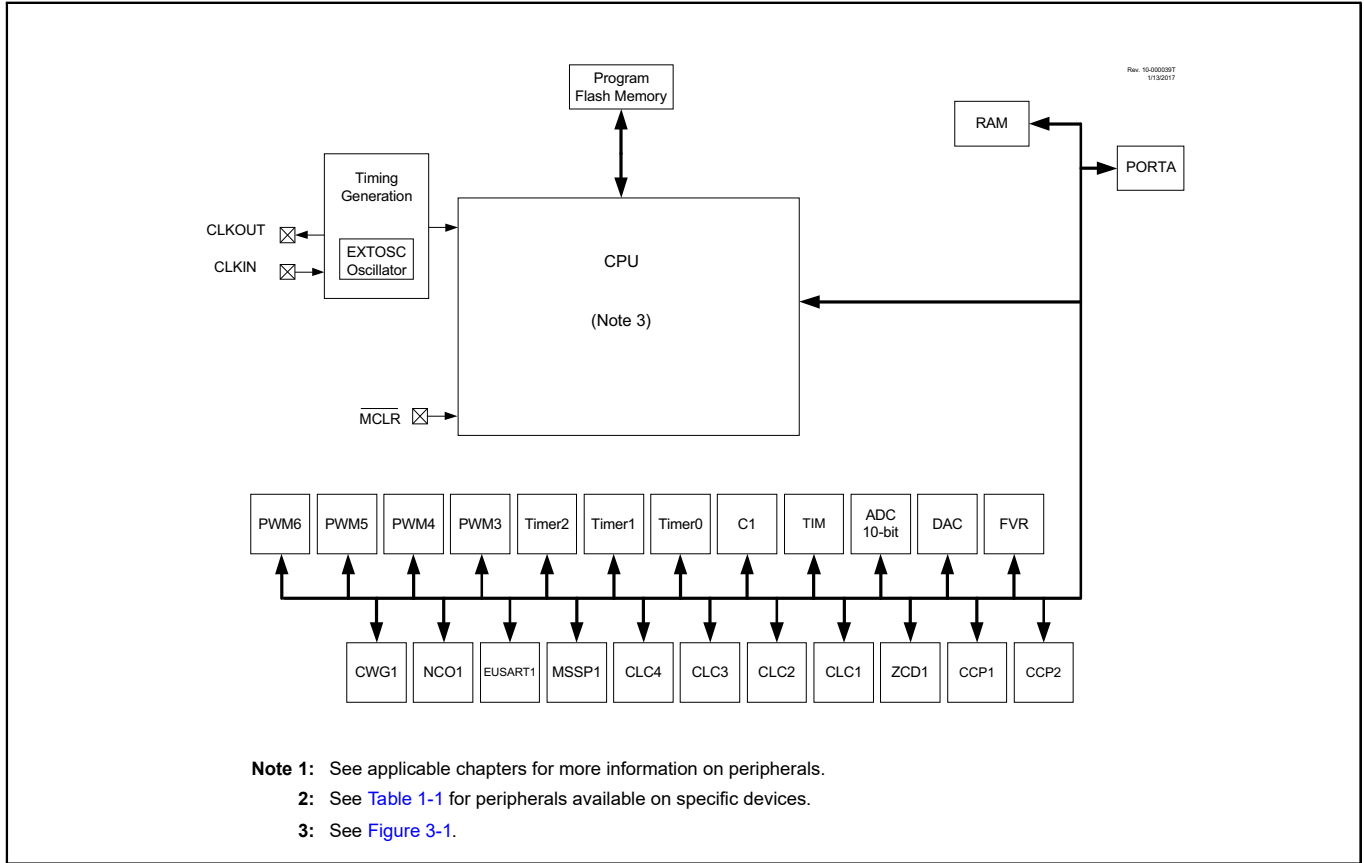 Rev. 10-000039T
1/13/2017
Program
Flash Memory
RAM
PORTA
Timing
Generation
CLKOUT
EXTOSC
Oscillator
CLKIN
CPU
(Note 3)
MCLR
PWM6
PWM5
PWM4
PWM3
Timer2
Timer1
Timer0
C1
TIM
ADC
10-bit
DAC
FVR
CWG1
NCO1
EUSART1
MSSP1
CLC4
CLC3
CLC2
CLC1
ZCD1
CCP1
CCP2
Note 1: See applicable chapters for more information on peripherals.
2: See Table 1-1 for peripherals available on specific devices.
3: See Figure 3-1.